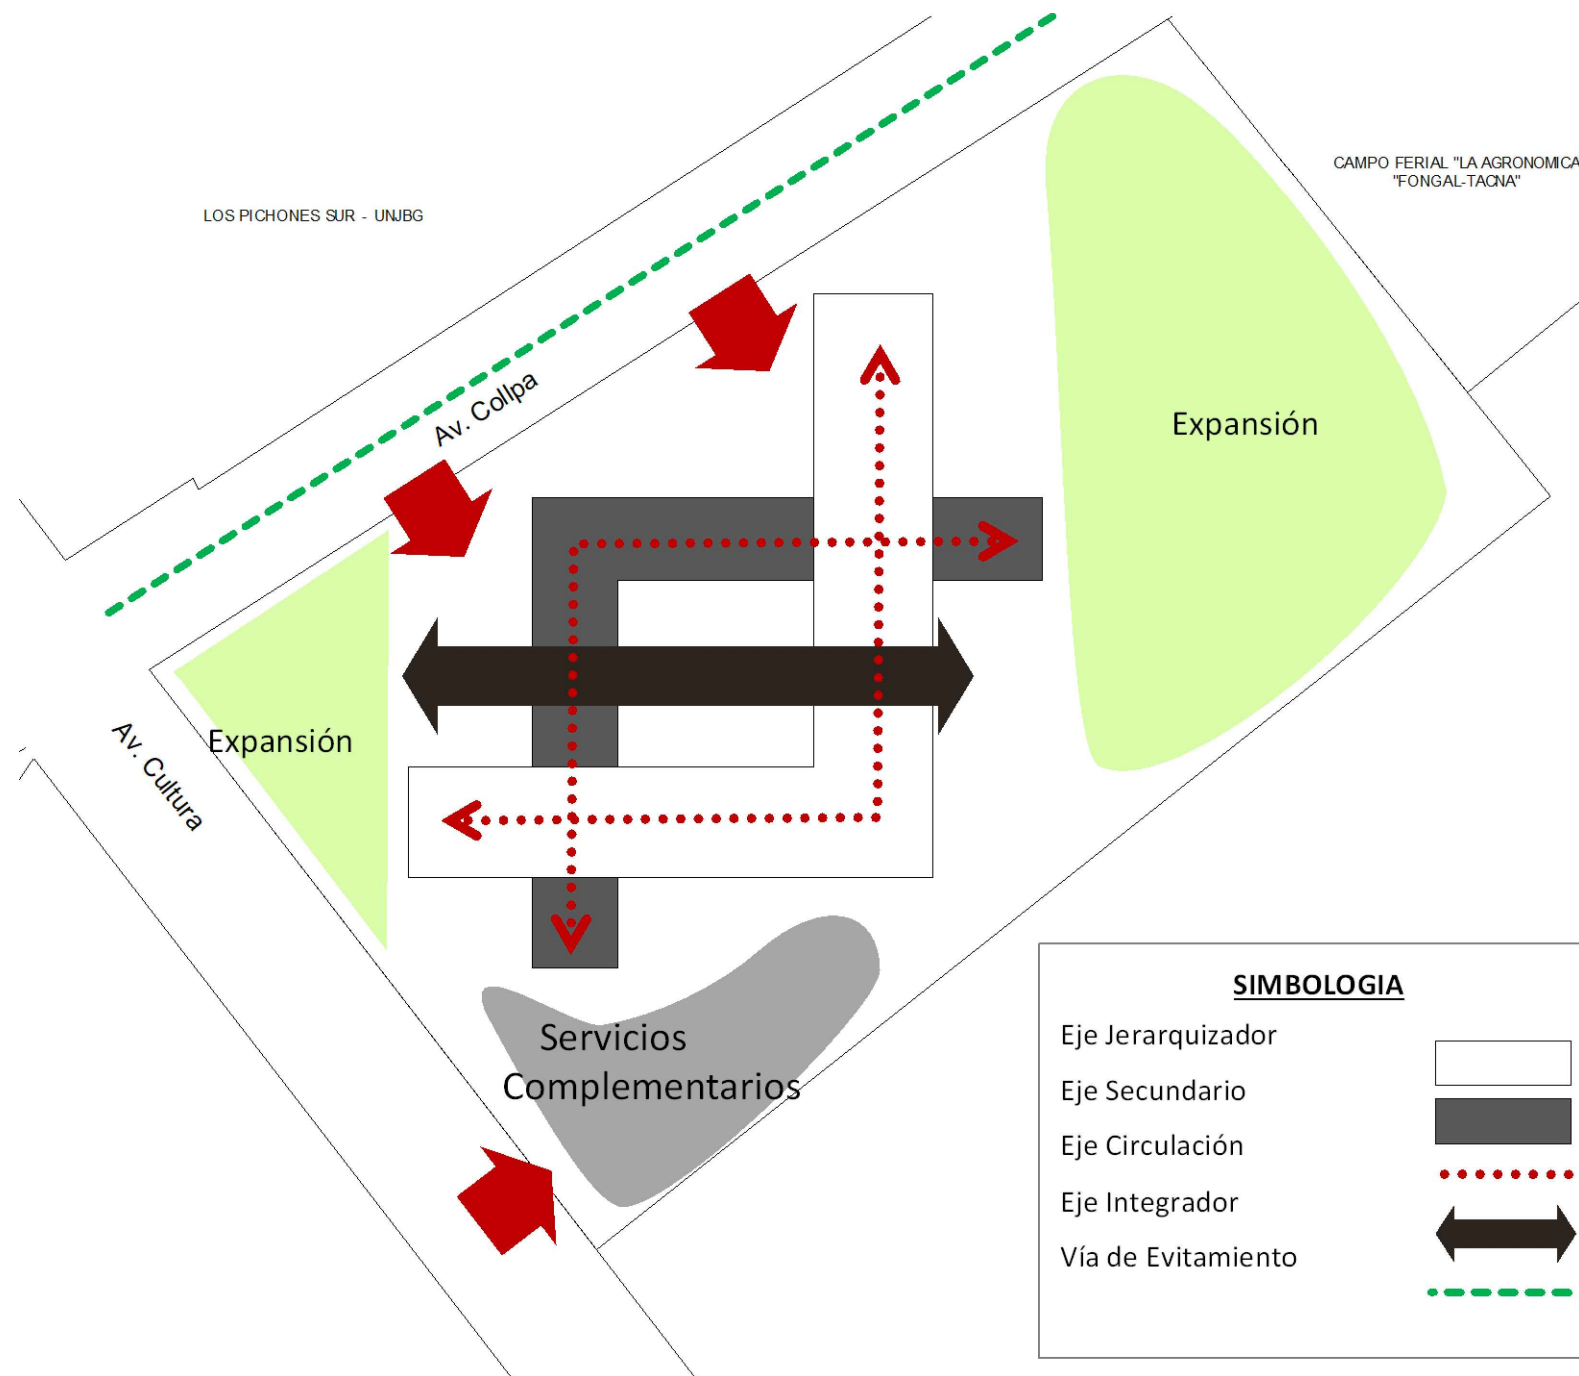 CAMPO FERIAL "LA AGRONOMICA
"FONGAL-TACNA"
LOS PICHONES SUR - UNJBG
Av. Collpa
Expansión
Expansión
Av. Cultura
Servicios
Complementarios
SIMBOLOGIA
Eje Jerarquizador
Eje Secundario
Eje Circulación
Eje Integrador
Vía de Evitamiento